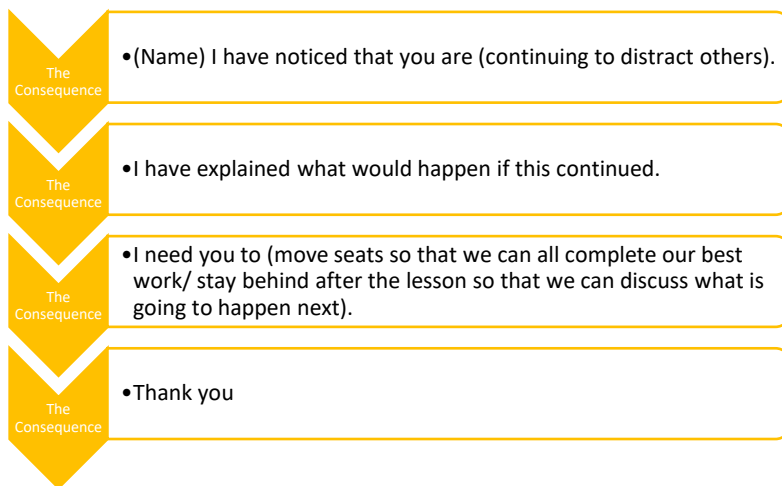 The
Consequence
•(Name) I have noticed that you are (continuing to distract others).
The
Consequence
•I have explained what would happen if this continued.
The
Consequence
•I need you to (move seats so that we can all complete our best
work/ stay behind after the lesson so that we can discuss what is
going to happen next).
The
Consequence
•Thank you